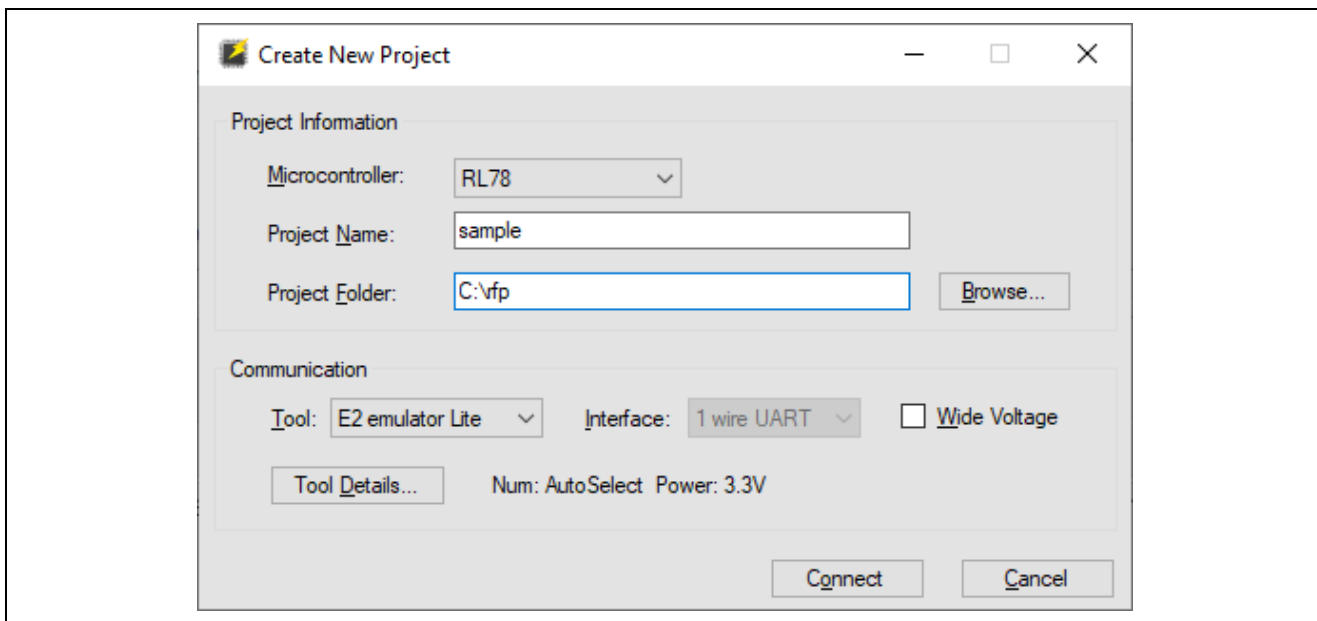 Create New Project
Project Information
Microcontroller: RL78
Project Name: sample
Project Folder: C:\rfp Browse...
Communication
Tool: E2 emulator Lite Interface: 1 wire UART Wide Voltage
Tool Details... Num: AutoSelect Power: 3.3V
Connect Cancel